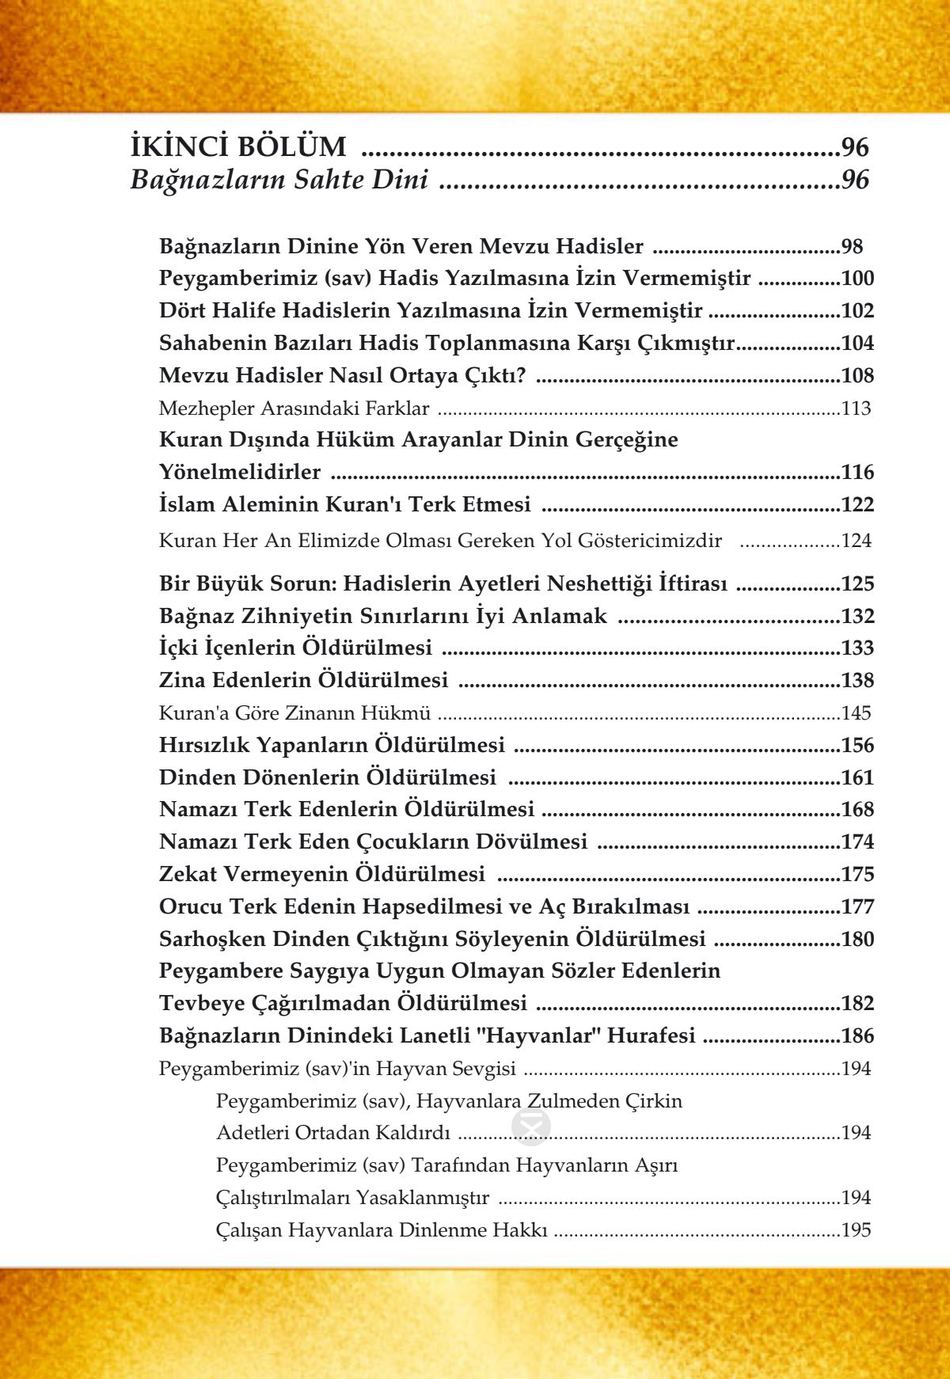 İKİNCİ BÖLÜM ....................................................................96
Bağnazların Sahte Dini .........................................................96
Bağnazların Dinine Yön Veren Mevzu Hadisler ..................................98
Peygamberimiz (sav) Hadis Yazılmasına İzin Vermemiştir ...............100
Dört Halife Hadislerin Yazılmasına İzin Vermemiştir ........................102
Sahabenin Bazıları Hadis Toplanmasına Karşı Çıkmıştır...................104
Mevzu Hadisler Nasıl Ortaya Çıktı? .......................................................108
Mezhepler Arasındaki Farklar ................................................................................113
Kuran Dışında Hüküm Arayanlar Dinin Gerçeğine
Yönelmelidirler ............................................................................................116
İslam Aleminin Kuran'ı Terk Etmesi ......................................................122
Kuran Her An Elimizde Olması Gereken Yol Göstericimizdir ...................124
Bir Büyük Sorun: Hadislerin Ayetleri Neshettiği İftirası ...................125
Bağnaz Zihniyetin Sınırlarını İyi Anlamak ........................................132
İçki İçenlerin Öldürülmesi ........................................................................133
Zina Edenlerin Öldürülmesi .....................................................................138
Kuran'a Göre Zinanın Hükmü ................................................................................145
Hırsızlık Yapanların Öldürülmesi ...........................................................156
Dinden Dönenlerin Öldürülmesi ............................................................161
Namazı Terk Edenlerin Öldürülmesi ......................................................168
Namazı Terk Eden Çocukların Dövülmesi ............................................174
Zekat Vermeyenin Öldürülmesi ..............................................................175
Orucu Terk Edenin Hapsedilmesi ve Aç Bırakılması ..........................177
Sarhoşken Dinden Çıktığını Söyleyenin Öldürülmesi .......................180
Peygambere Saygıya Uygun Olmayan Sözler Edenlerin
Tevbeye Çağırılmadan Öldürülmesi .......................................................182
Bağnazların Dinindeki Lanetli "Hayvanlar" Hurafesi .........................186
Peygamberimiz (sav)'in Hayvan Sevgisi ...............................................................194
Peygamberimiz (sav), Hayvanlara Zulmeden Çirkin
Adetleri Ortadan Kaldırdı ............................................................................194
Peygamberimiz (sav) Tarafından Hayvanların Aşırı
Çalıştırılmaları Yasaklanmıştır ....................................................................194
Çalışan Hayvanlara Dinlenme Hakkı .........................................................195